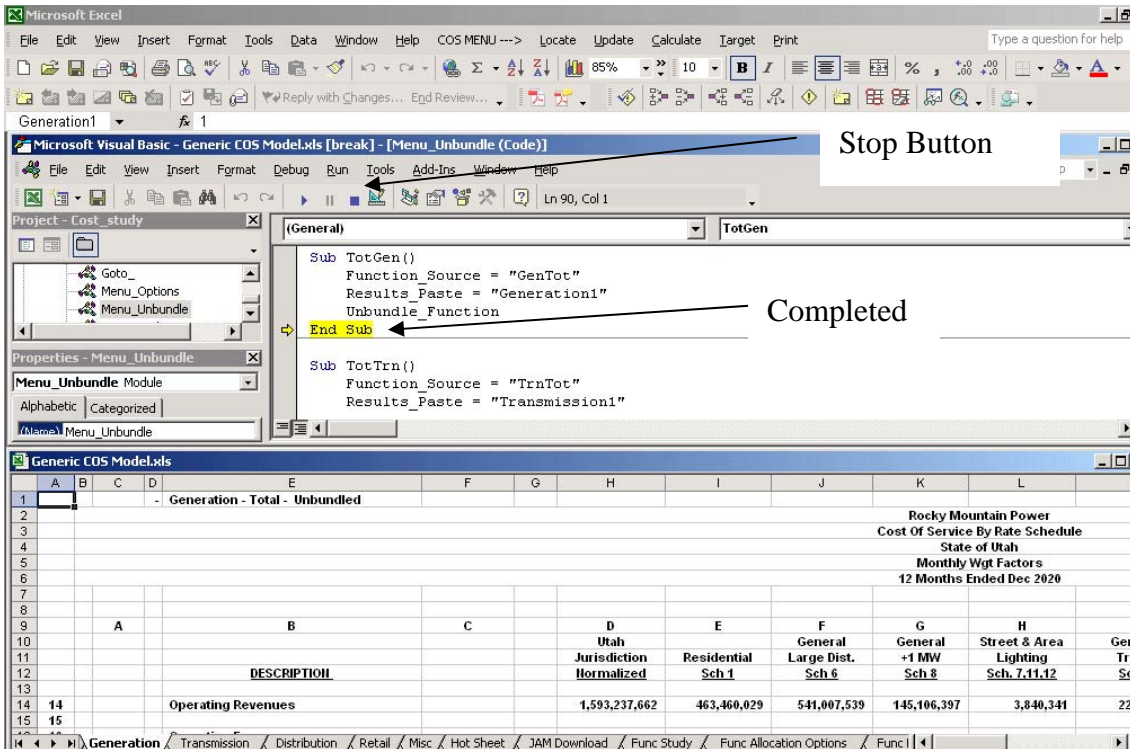 Microsoft Excel
File Edit View Insert Format Tools Data Window Help COS MENU ---> Locate Update Calculate Target Print Type a question for help
85% 10 B I % ,
Reply with Changes... End Review...
Generation1 fx 1
Microsoft Visual Basic - Generic COS Model.xls [break] - [Menu_Unbundle (Code)]
Stop Button
File Edit View Insert Format Debug Run Tools Add-Ins Window Help
Ln 90, Col 1
Project - Cost_study
(General) TotGen
Goto_
Menu_Options
Menu_Unbundle
Sub TotGen()
Function_Source = "GenTot"
Results_Paste = "Generation1"
Unbundle_Function
End Sub
Completed
Properties - Menu_Unbundle
Menu_Unbundle Module
Alphabetic Categorized
(Name) Menu_Unbundle
Sub TotTrn()
Function_Source = "TrnTot"
Results_Paste = "Transmission1"
Generic COS Model.xls
A B C D E F G H I J K L
1 - Generation - Total - Unbundled
2 Rocky Mountain Power
3 Cost Of Service By Rate Schedule
4 State of Utah
5 Monthly Wgt Factors
6 12 Months Ended Dec 2020
7
8
9 A B C D E F G H
10 Utah General General Street & Area Ge
11 Jurisdiction Residential Large Dist. +1 MW Lighting Tr
12 DESCRIPTION Normalized Sch 1 Sch 6 Sch 8 Sch. 7,11,12
13
14 14 Operating Revenues 1,593,237,662 463,460,029 541,007,539 145,106,397 3,840,341 22
15 15
Generation Transmission Distribution Retail Misc Hot Sheet JAM Download Func Study Func Allocation Options Func